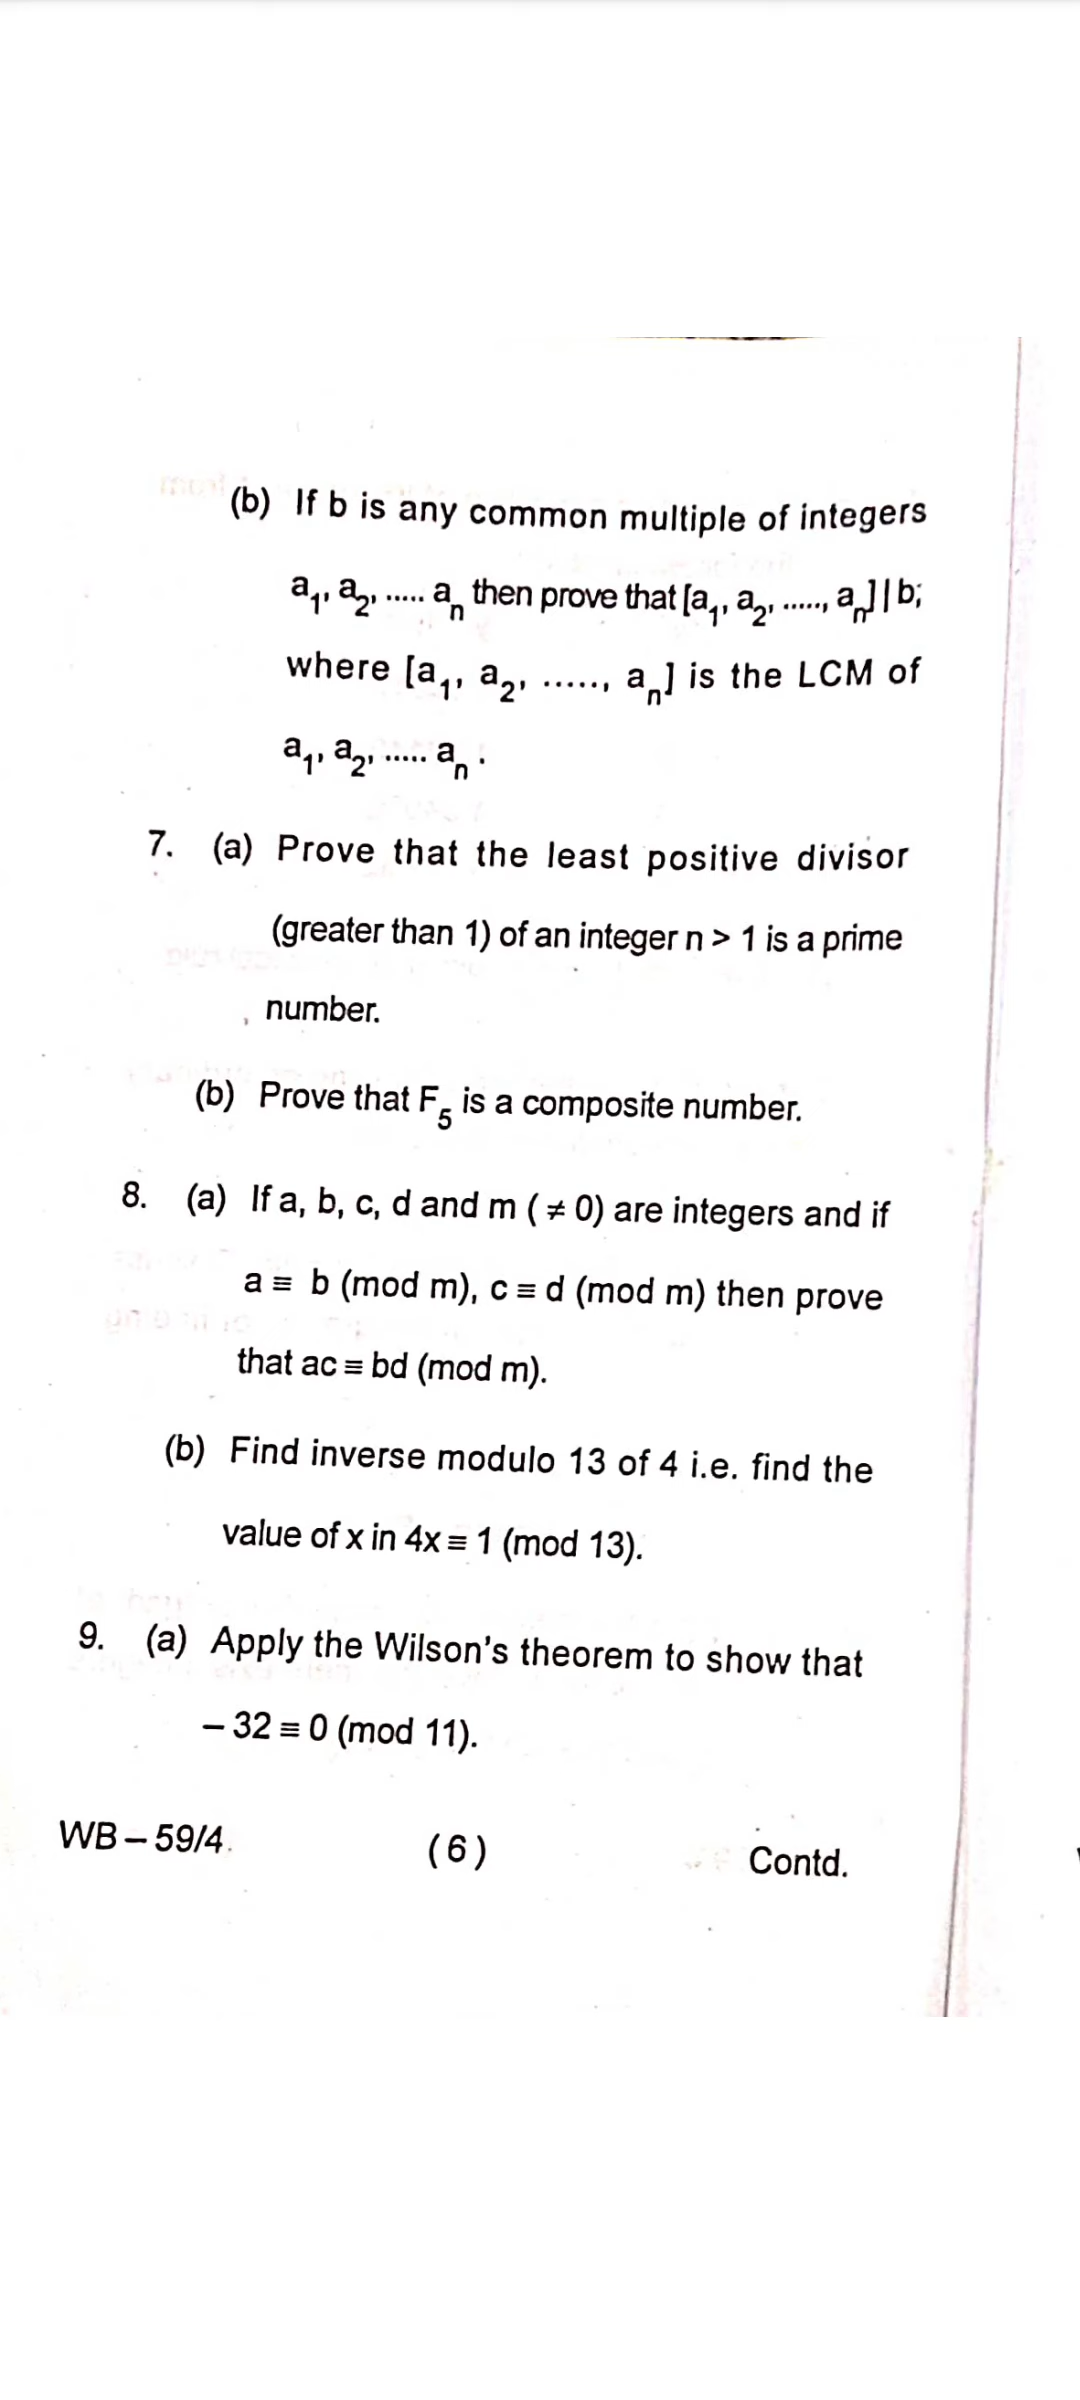 (b) If b is any common multiple of integers
a₁, a₂, ..... aₙ then prove that [a₁, a₂, ....., aₙ] | b;
where [a₁, a₂, ....., aₙ] is the LCM of
a₁, a₂, ..... aₙ .
7. (a) Prove that the least positive divisor
(greater than 1) of an integer n > 1 is a prime
number.
(b) Prove that F₅ is a composite number.
8. (a) If a, b, c, d and m ( ≠ 0) are integers and if
a ≡ b (mod m), c ≡ d (mod m) then prove
that ac ≡ bd (mod m).
(b) Find inverse modulo 13 of 4 i.e. find the
value of x in 4x ≡ 1 (mod 13).
9. (a) Apply the Wilson's theorem to show that
– 32 ≡ 0 (mod 11).
WB – 59/4. (6) Contd.